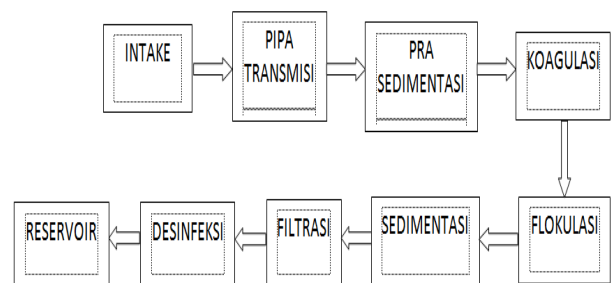 INTAKE
PIPA
TRANSMISI
PRA
SEDIMENTASI
KOAGULASI
FLOKULASI
SEDIMENTASI
FILTRASI
DESINFEKSI
RESERVOIR